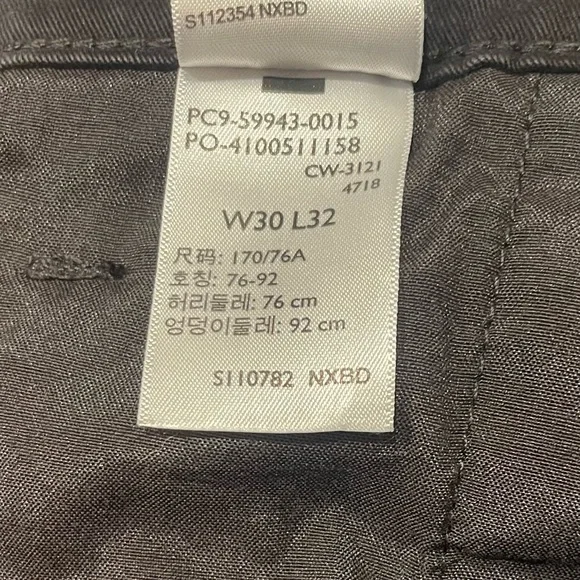 S112354 NXBD
PC9-59943-0015
PO-4100511158
CW-3121
4718
W30 L32
尺码: 170/76A
호칭: 76-92
허리둘레: 76 cm
엉덩이둘레: 92 cm
S110782 NXBD